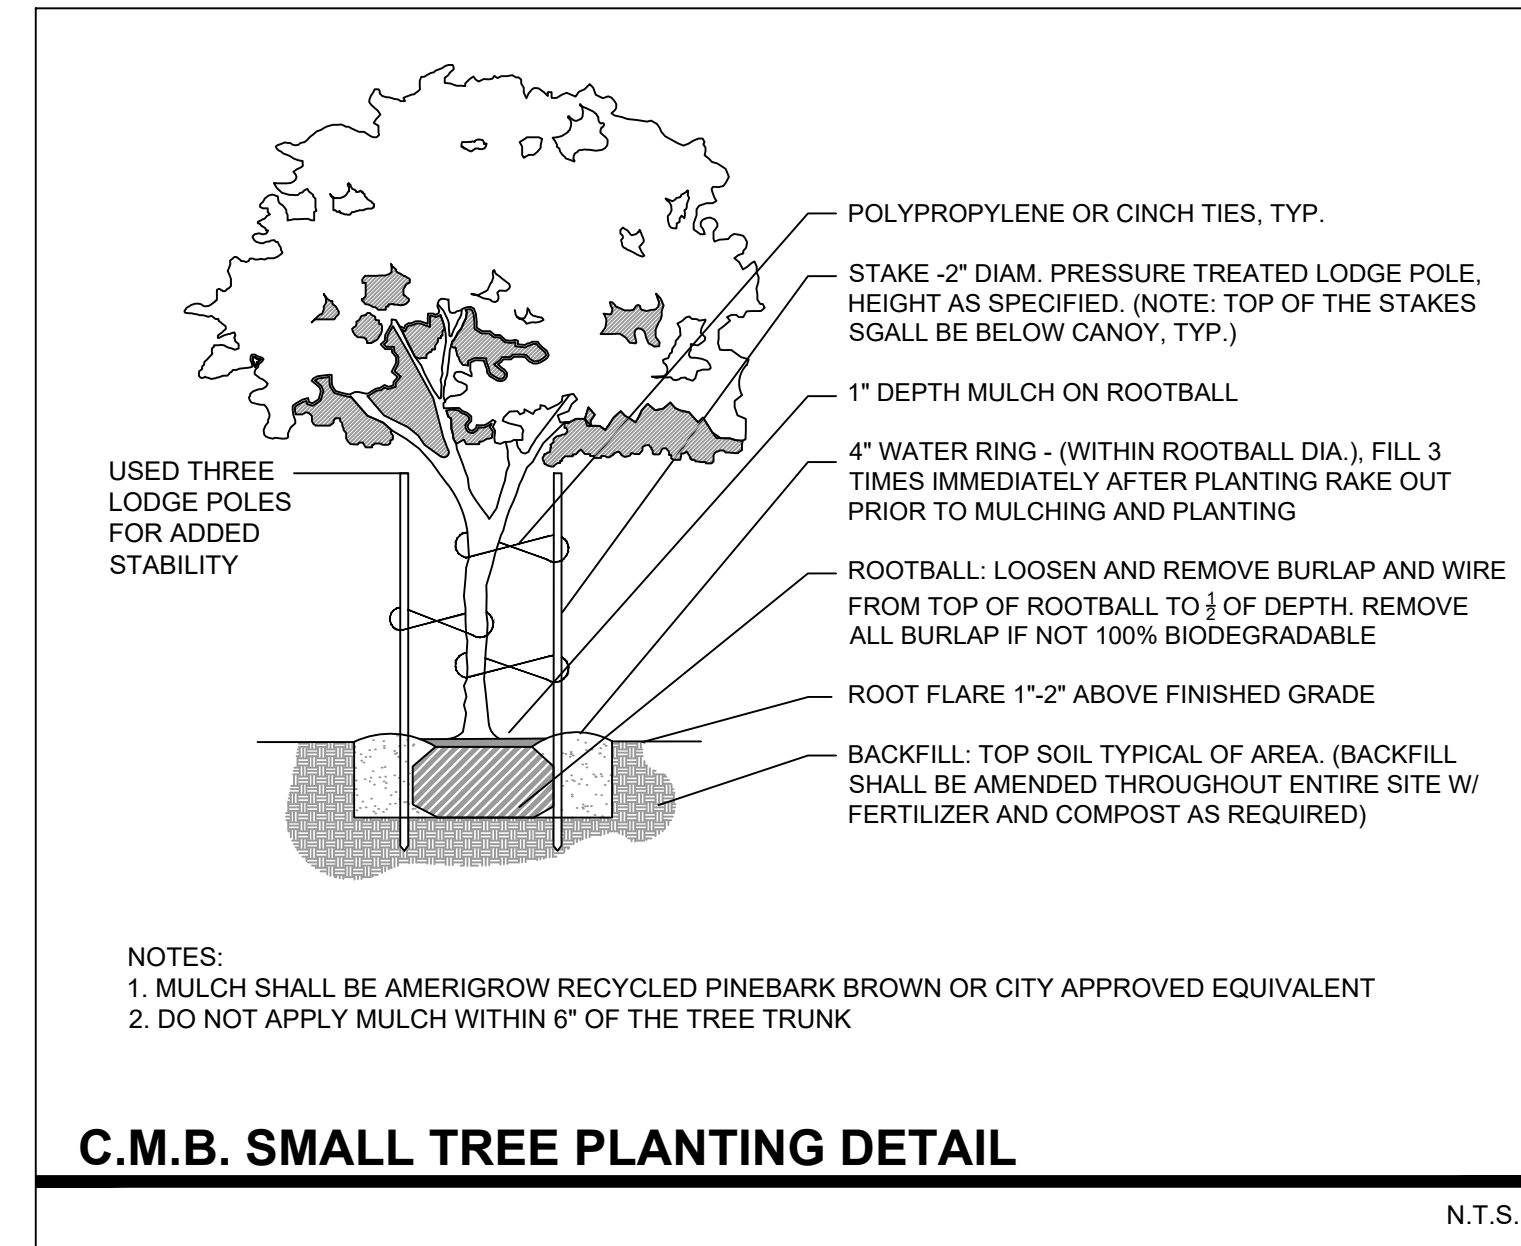 POLYPROPYLENE OR CINCH TIES, TYP.
STAKE -2" DIAM. PRESSURE TREATED LODGE POLE,
HEIGHT AS SPECIFIED. (NOTE: TOP OF THE STAKES
SGALL BE BELOW CANOY, TYP.)
1" DEPTH MULCH ON ROOTBALL
4" WATER RING - (WITHIN ROOTBALL DIA.), FILL 3
TIMES IMMEDIATELY AFTER PLANTING RAKE OUT
PRIOR TO MULCHING AND PLANTING
USED THREE
LODGE POLES
FOR ADDED
STABILITY
ROOTBALL: LOOSEN AND REMOVE BURLAP AND WIRE
FROM TOP OF ROOTBALL TO ½ OF DEPTH. REMOVE
ALL BURLAP IF NOT 100% BIODEGRADABLE
ROOT FLARE 1"-2" ABOVE FINISHED GRADE
BACKFILL: TOP SOIL TYPICAL OF AREA. (BACKFILL
SHALL BE AMENDED THROUGHOUT ENTIRE SITE W/
FERTILIZER AND COMPOST AS REQUIRED)
NOTES:
1. MULCH SHALL BE AMERIGROW RECYCLED PINEBARK BROWN OR CITY APPROVED EQUIVALENT
2. DO NOT APPLY MULCH WITHIN 6" OF THE TREE TRUNK
C.M.B. SMALL TREE PLANTING DETAIL
N.T.S.